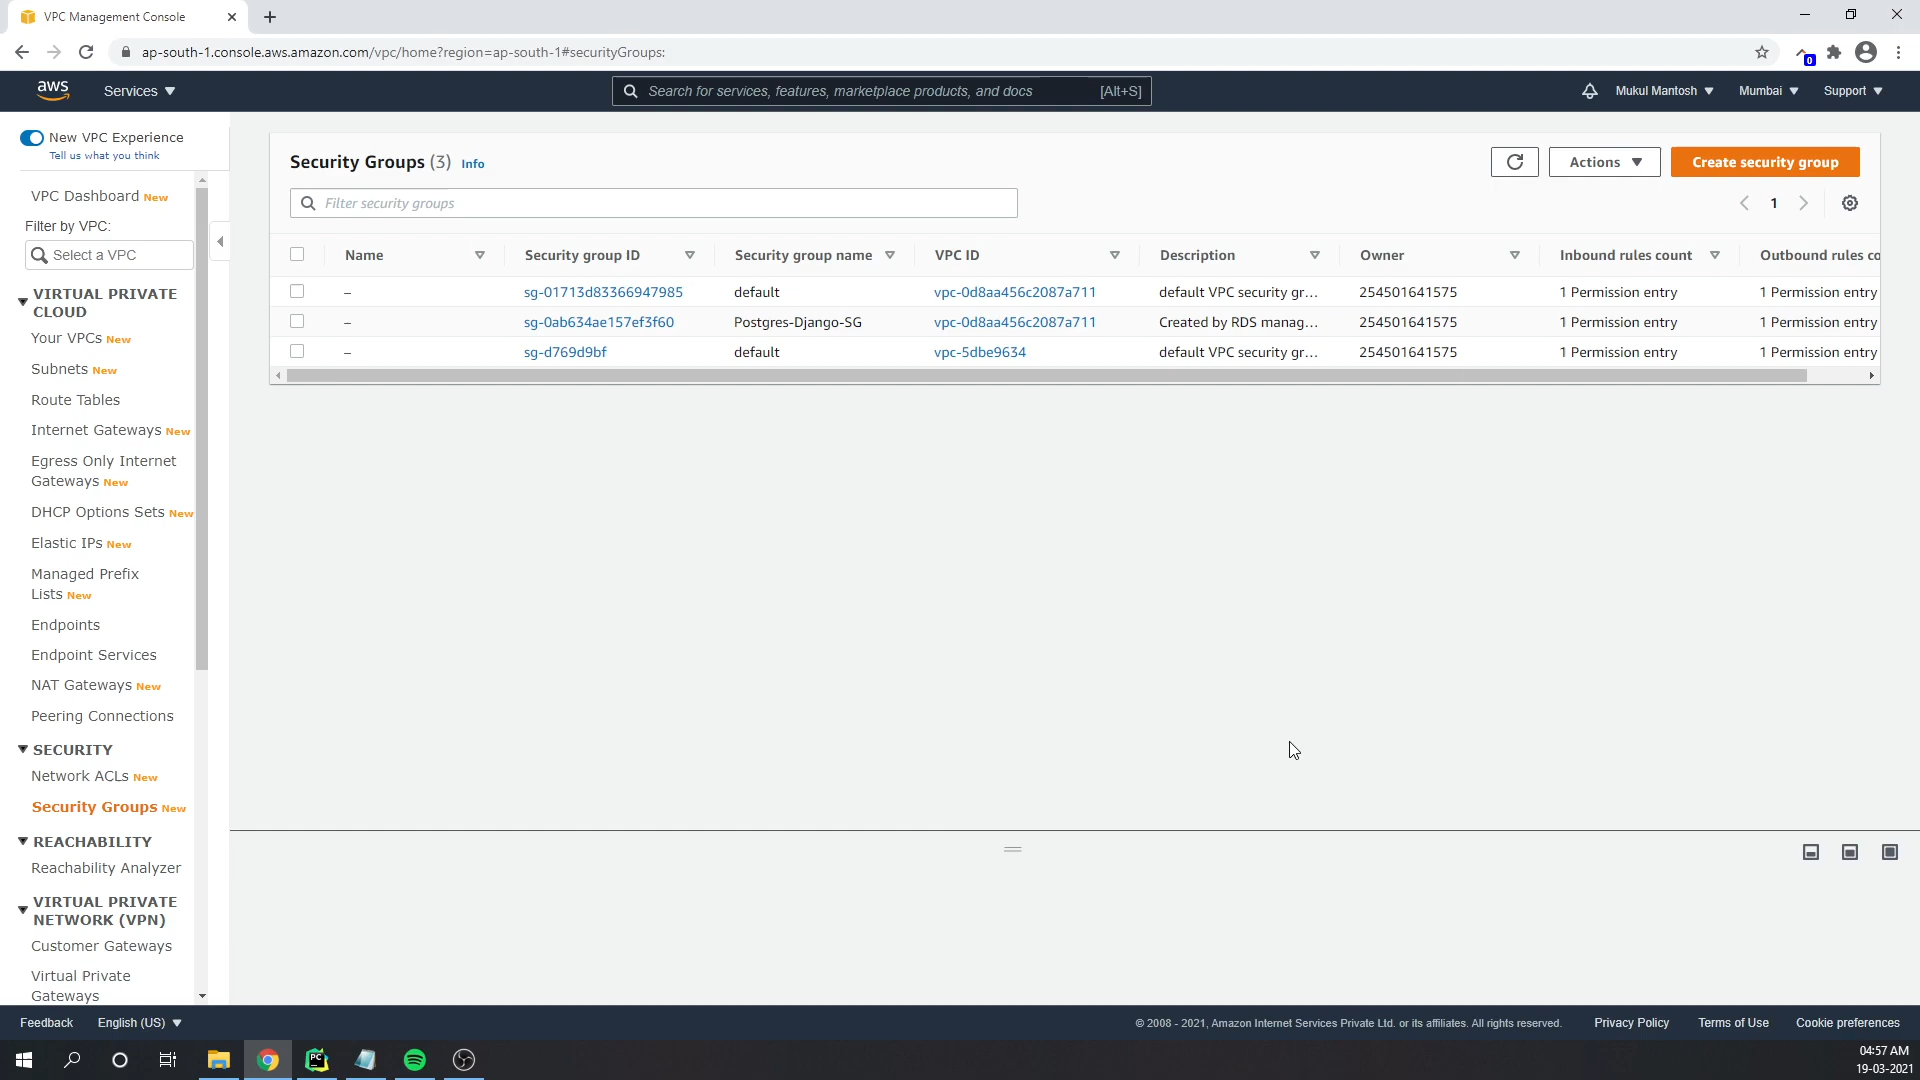 VPC Management Console
ap-south-1.console.aws.amazon.com/vpc/home?region=ap-south-1#securityGroups:
0
aws Services Search for services, features, marketplace products, and docs [Alt+S] Mukul Mantosh Mumbai Support
New VPC Experience
Tell us what you think
VPC Dashboard New
Filter by VPC:
Select a VPC
VIRTUAL PRIVATE
CLOUD
Your VPCs New
Subnets New
Route Tables
Internet Gateways New
Egress Only Internet
Gateways New
DHCP Options Sets New
Elastic IPs New
Managed Prefix
Lists New
Endpoints
Endpoint Services
NAT Gateways New
Peering Connections
SECURITY
Network ACLs New
Security Groups New
REACHABILITY
Reachability Analyzer
VIRTUAL PRIVATE
NETWORK (VPN)
Customer Gateways
Virtual Private
Gateways
Security Groups (3) Info
Actions
Create security group
Filter security groups
1
Name Security group ID Security group name VPC ID Description Owner Inbound rules count Outbound rules co
– sg-01713d83366947985 default vpc-0d8aa456c2087a711 default VPC security gr... 254501641575 1 Permission entry 1 Permission entry
– sg-0ab634ae157ef3f60 Postgres-Django-SG vpc-0d8aa456c2087a711 Created by RDS manag... 254501641575 1 Permission entry 1 Permission entry
– sg-d769d9bf default vpc-5dbe9634 default VPC security gr... 254501641575 1 Permission entry 1 Permission entry
Feedback English (US) © 2008 - 2021, Amazon Internet Services Private Ltd. or its affiliates. All rights reserved. Privacy Policy Terms of Use Cookie preferences
PC
04:57 AM
19-03-2021